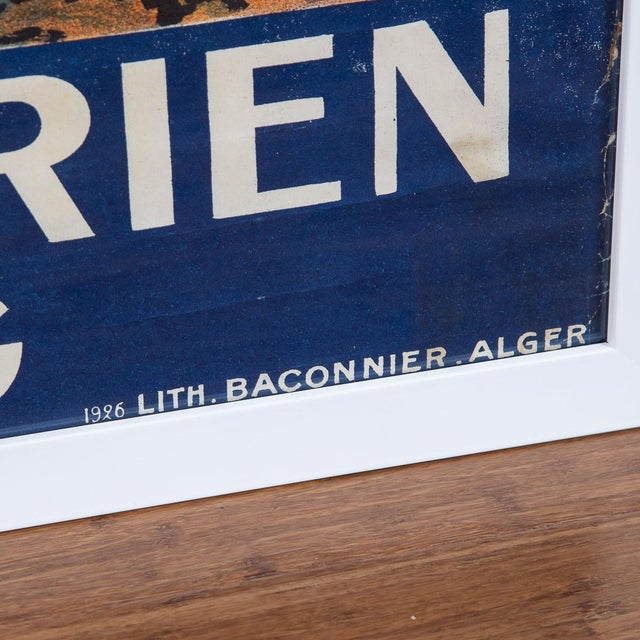 RIEN
1926 LITH. BACONNIER. ALGER